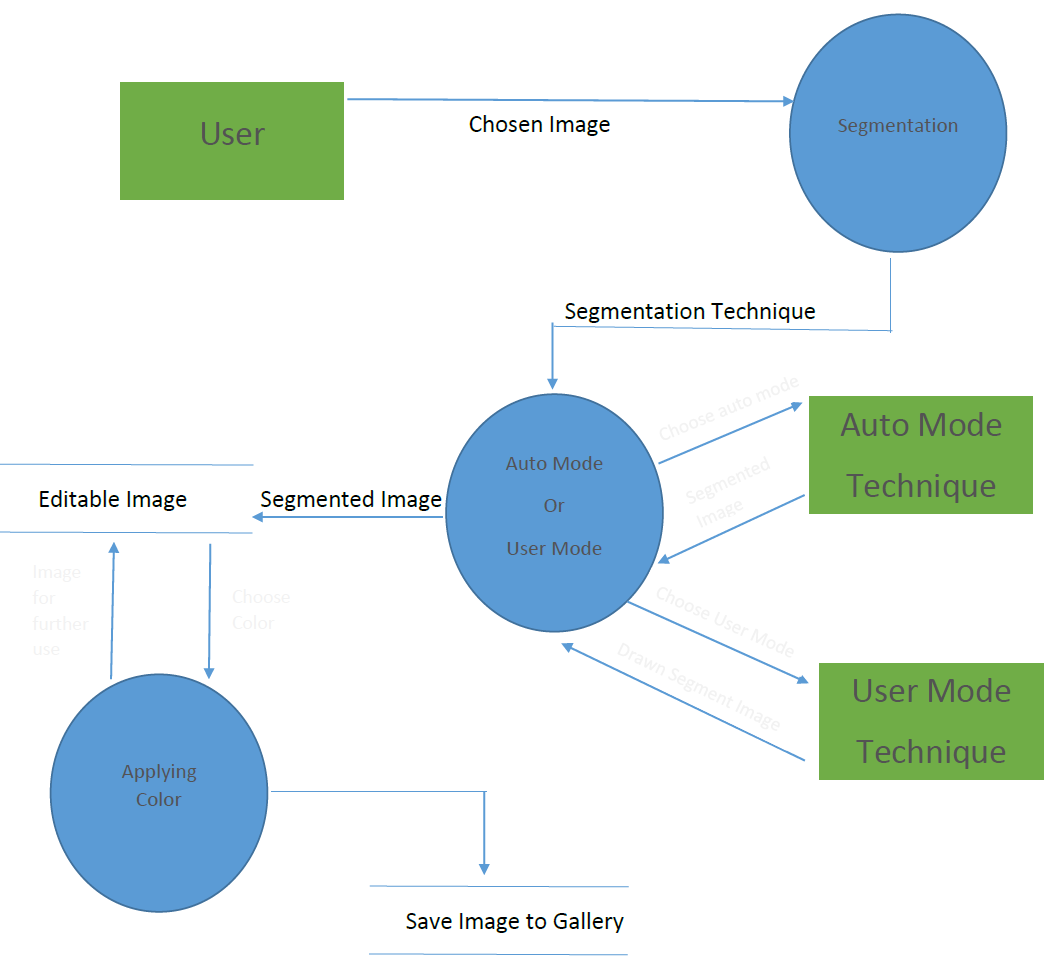 User
Chosen Image
Segmentation
Segmentation Technique
Choose auto mode
Auto Mode
Technique
Auto Mode
Or
User Mode
Segmented
Image
Editable Image
Segmented Image
Image
for
further
use
Choose
Color
Choose User Mode
Drawn Segment Image
User Mode
Technique
Applying
Color
Save Image to Gallery